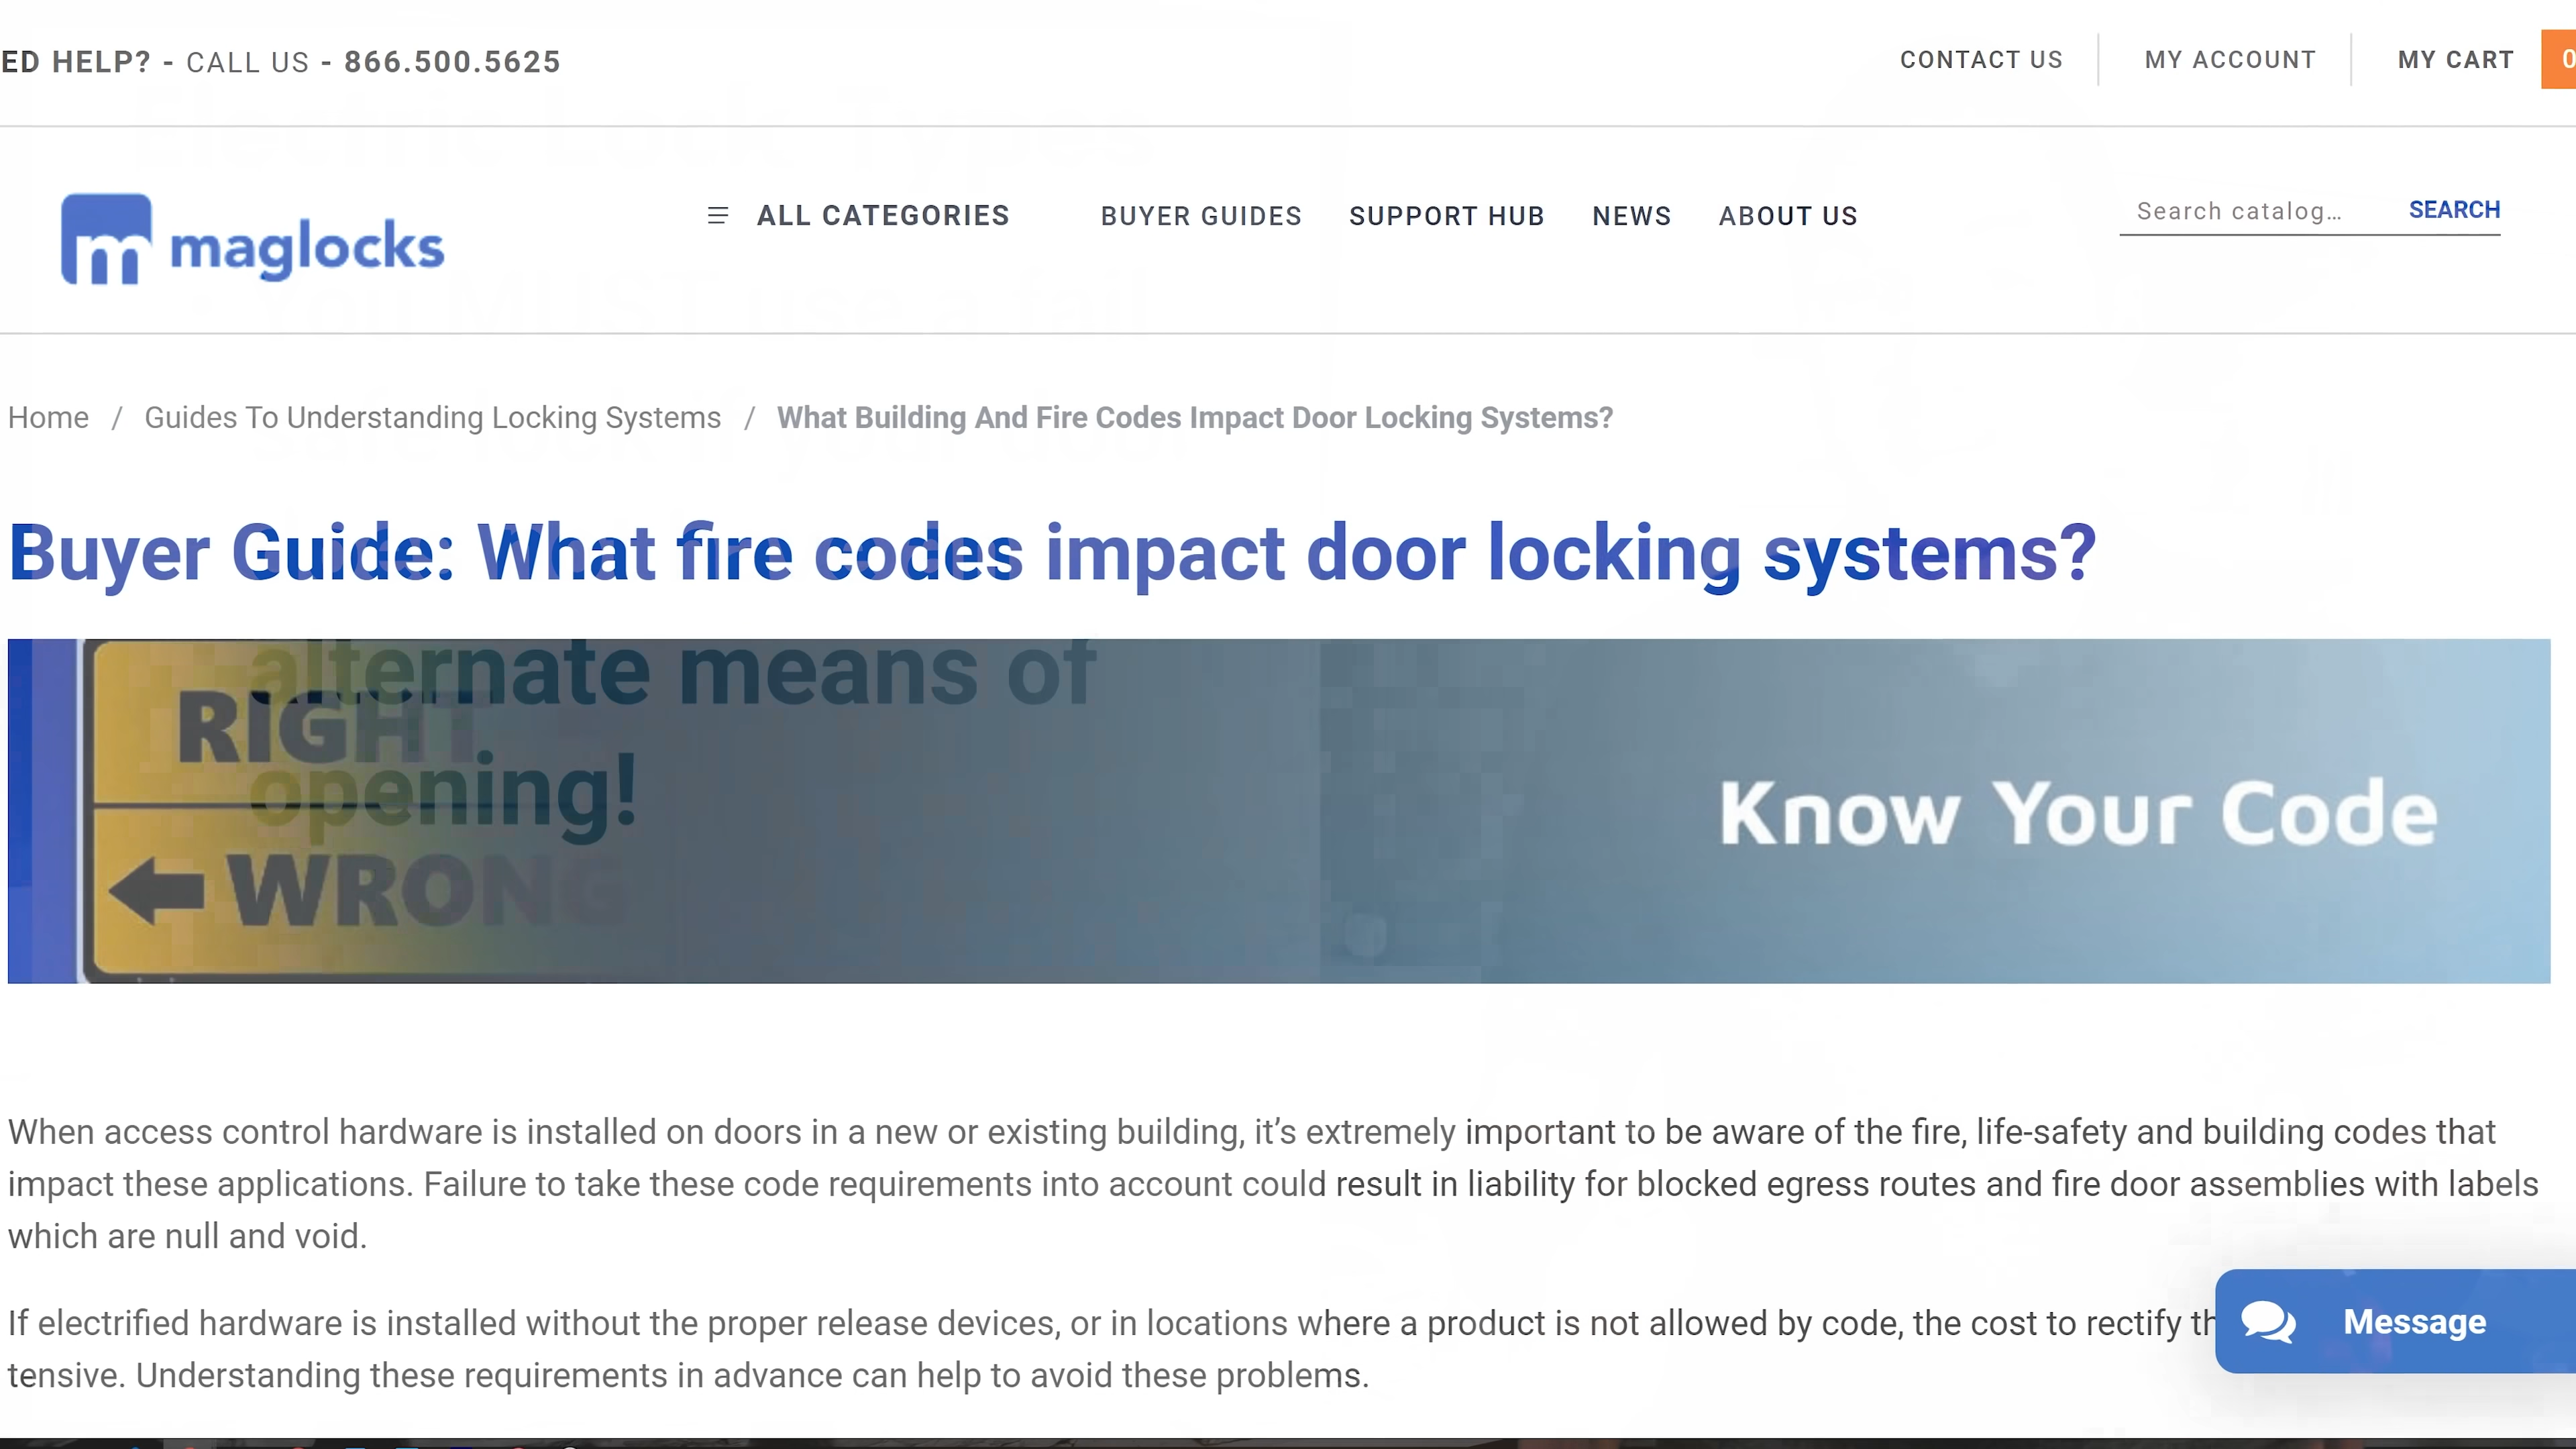 ED HELP? - CALL US - 866.500.5625
CONTACT US
MY ACCOUNT
MY CART
0
m maglocks
ALL CATEGORIES
BUYER GUIDES
SUPPORT HUB
NEWS
ABOUT US
Search catalog...
SEARCH
Home / Guides To Understanding Locking Systems / What Building And Fire Codes Impact Door Locking Systems?
Buyer Guide: What fire codes impact door locking systems?
alternate means of
RIGHT
opening!
WRONG
Know Your Code
When access control hardware is installed on doors in a new or existing building, it’s extremely important to be aware of the fire, life-safety and building codes that
impact these applications. Failure to take these code requirements into account could result in liability for blocked egress routes and fire door assemblies with labels
which are null and void.
If electrified hardware is installed without the proper release devices, or in locations where a product is not allowed by code, the cost to rectify th
tensive. Understanding these requirements in advance can help to avoid these problems.
Message